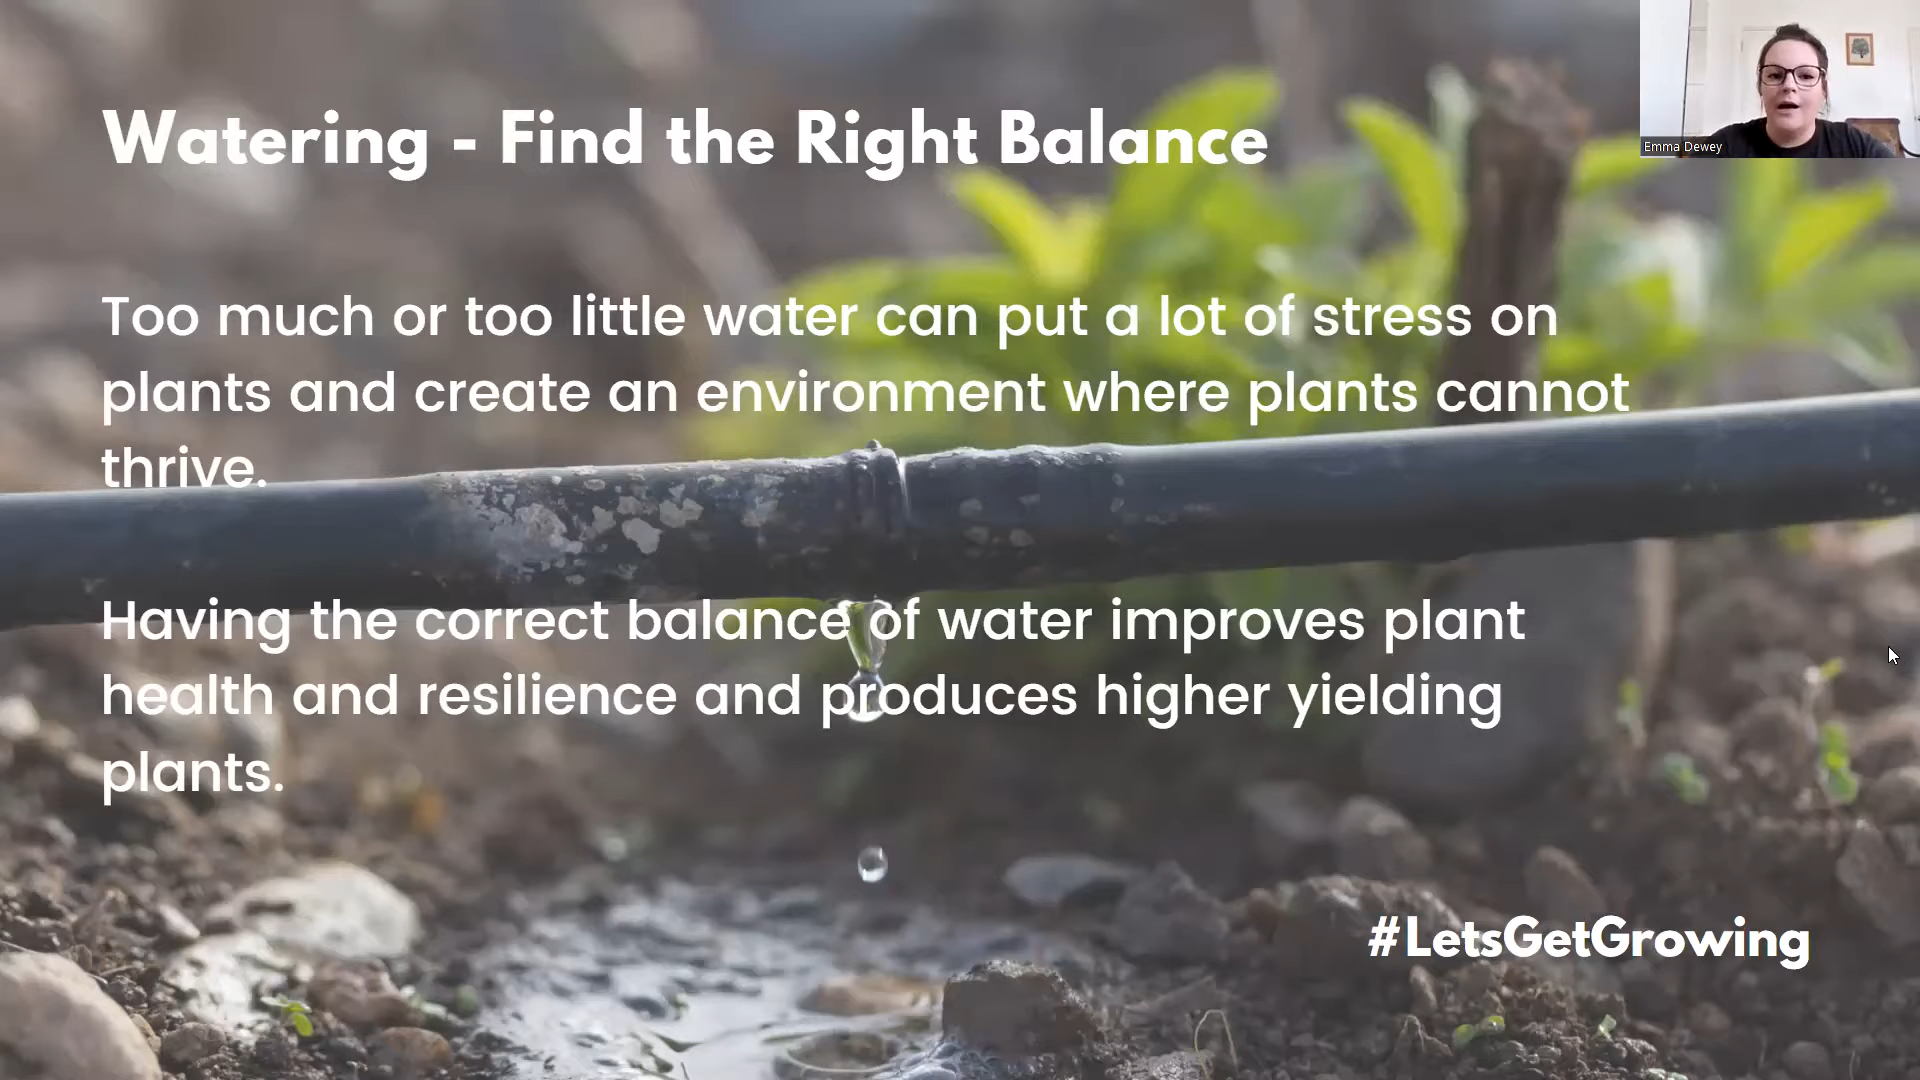 Watering - Find the Right Balance
Emma Dewey
Too much or too little water can put a lot of stress on
plants and create an environment where plants cannot
thrive.
Having the correct balance of water improves plant
health and resilience and produces higher yielding
plants.
#LetsGetGrowing